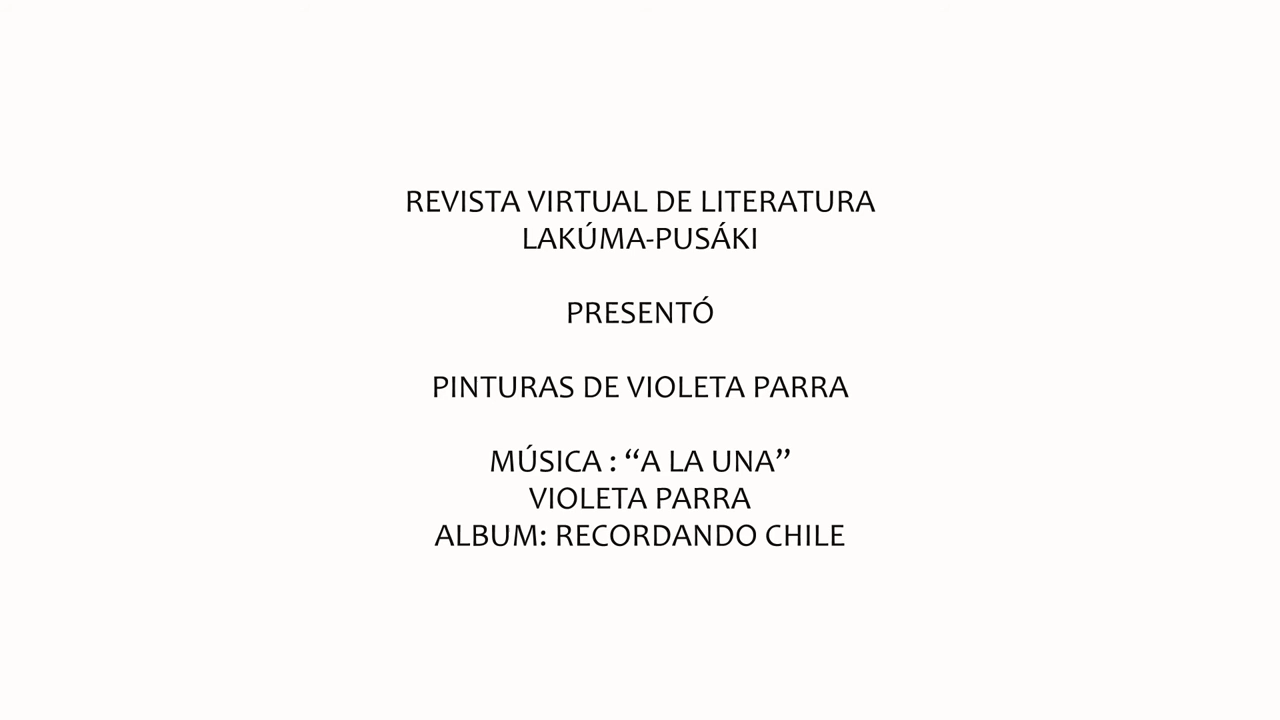 REVISTA VIRTUAL DE LITERATURA
LAKÚMA-PUSÁKI
PRESENTÓ
PINTURAS DE VIOLETA PARRA
MÚSICA : “A LA UNA”
VIOLETA PARRA
ALBUM: RECORDANDO CHILE